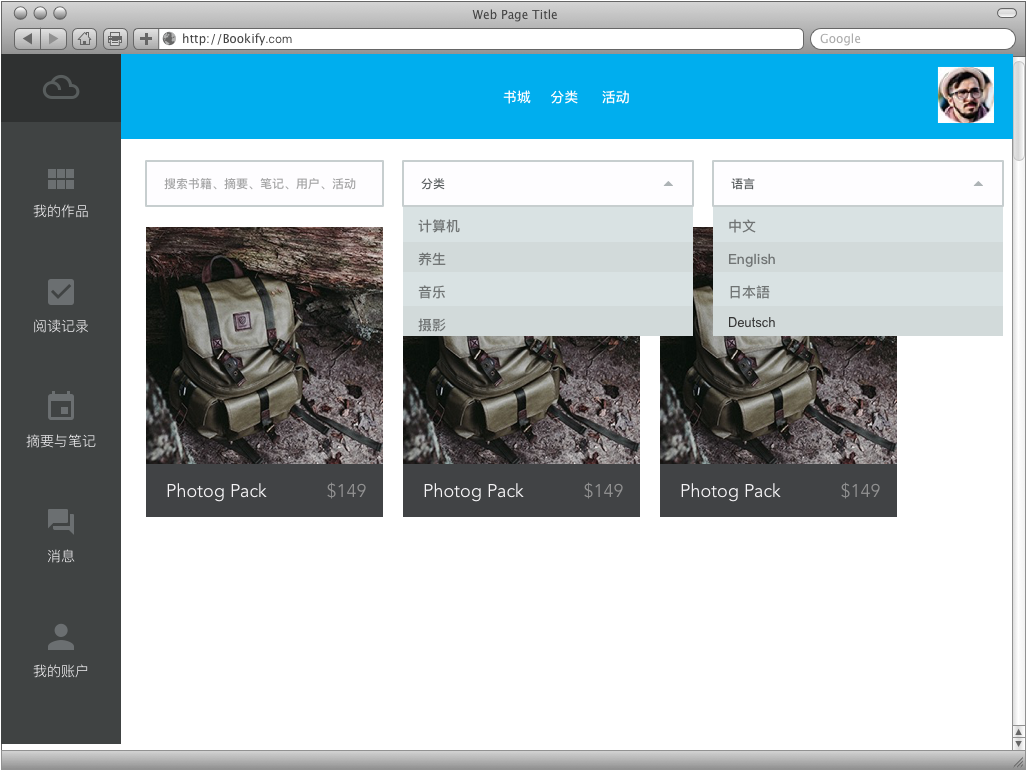 Web Page Title
http://Bookify.com
Google
书城 分类 活动
搜索书籍、摘要、笔记、用户、活动
分类
语言
计算机
养生
音乐
摄影
中文
English
日本語
Deutsch
我的作品
阅读记录
摘要与笔记
消息
我的账户
Photog Pack $149
Photog Pack $149
Photog Pack $149